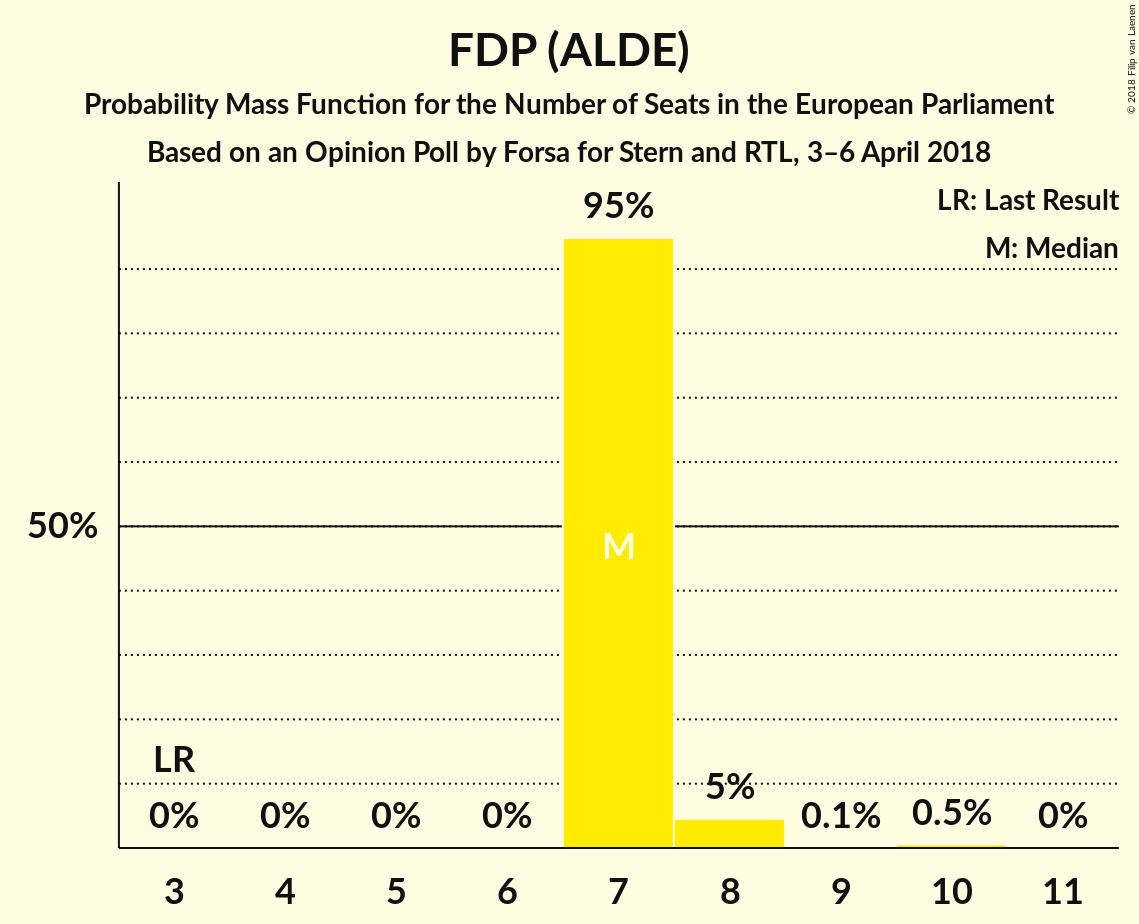 FDP (ALDE)
Probability Mass Function for the Number of Seats in the European Parliament
Based on an Opinion Poll by Forsa for Stern and RTL, 3–6 April 2018
© 2018 Filip van Laenen
LR: Last Result
M: Median
95%
50%
M
LR
0% 0% 0% 0% 5% 0.1% 0.5% 0%
3 4 5 6 7 8 9 10 11